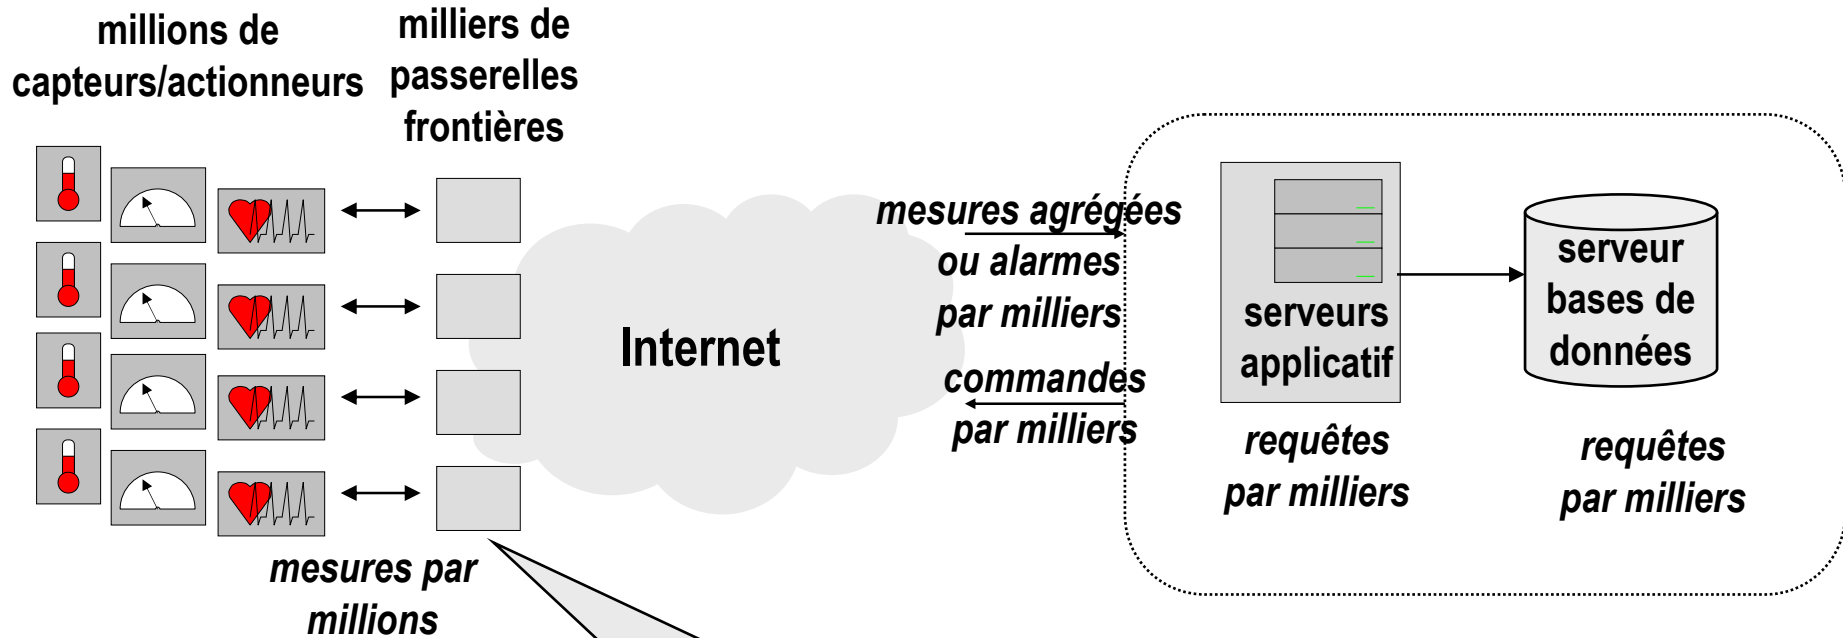 millions de
capteurs/actionneurs
milliers de
passerelles
frontières
mesures par
millions
Internet
mesures agrégées
ou alarmes
par milliers
commandes
par milliers
serveurs
applicatif
requêtes
par milliers
serveur
bases de
données
requêtes
par milliers